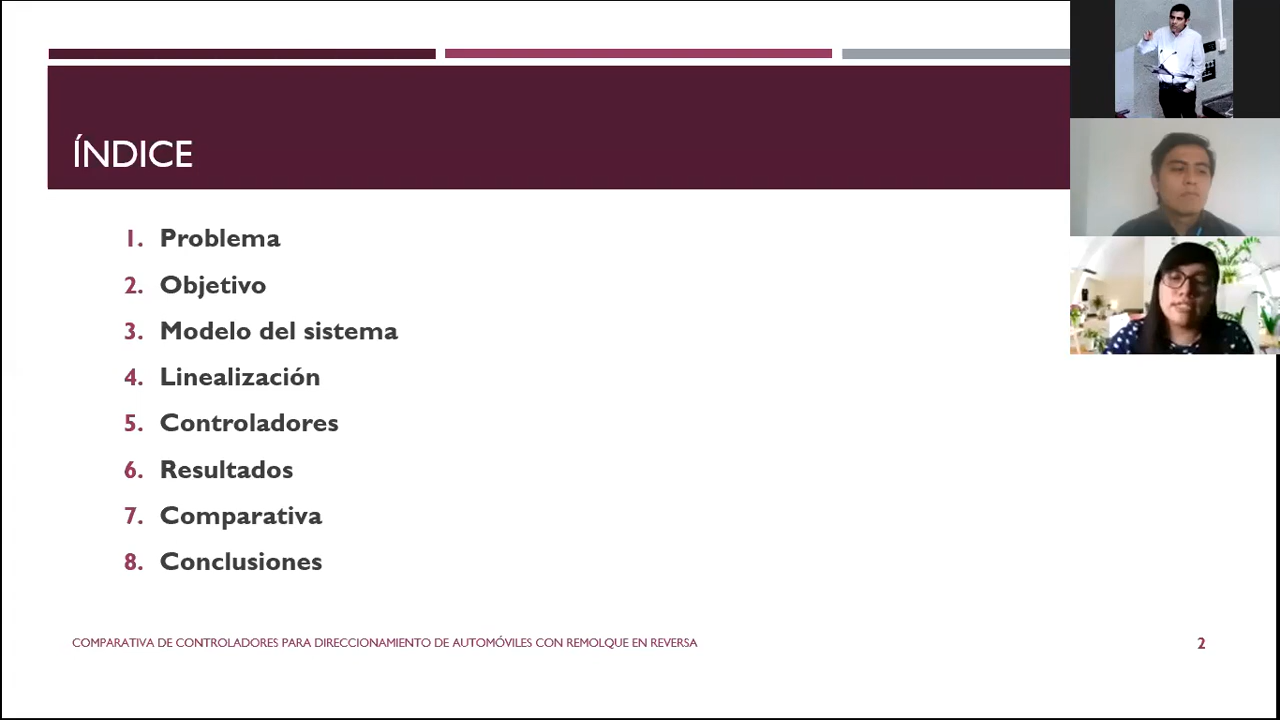 ÍNDICE
1. Problema
2. Objetivo
3. Modelo del sistema
4. Linealización
5. Controladores
6. Resultados
7. Comparativa
8. Conclusiones
COMPARATIVA DE CONTROLADORES PARA DIRECCIONAMIENTO DE AUTOMÓVILES CON REMOLQUE EN REVERSA
2